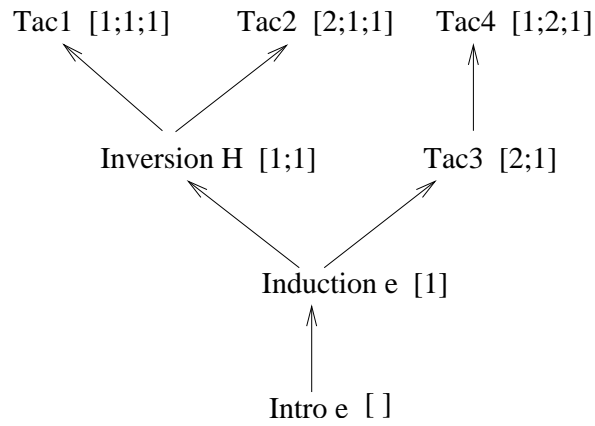 Tac1 [1;1;1] Tac2 [2;1;1] Tac4 [1;2;1]
Inversion H [1;1] Tac3 [2;1]
Induction e [1]
Intro e [ ]